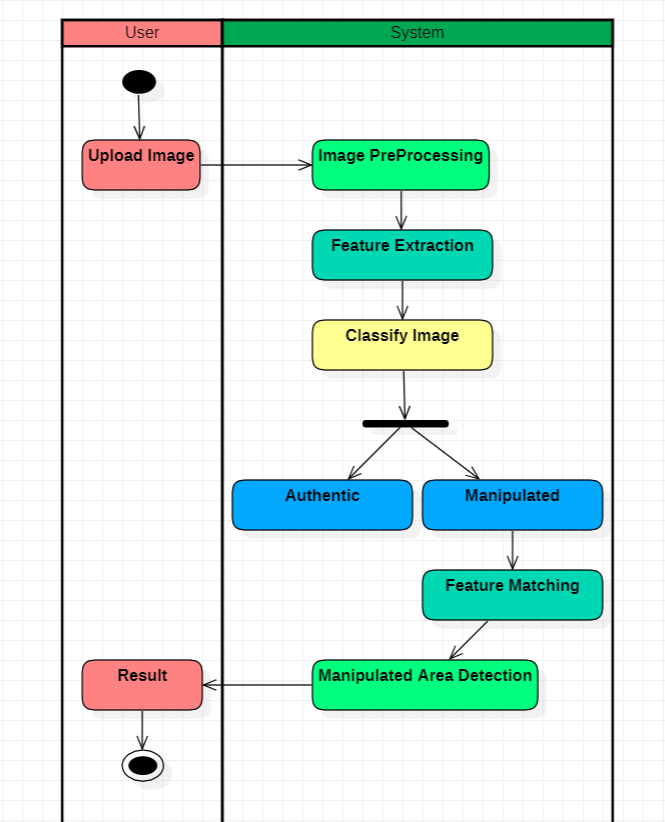 User
System
Upload Image
Image PreProcessing
Feature Extraction
Classify Image
Authentic
Manipulated
Feature Matching
Result
Manipulated Area Detection